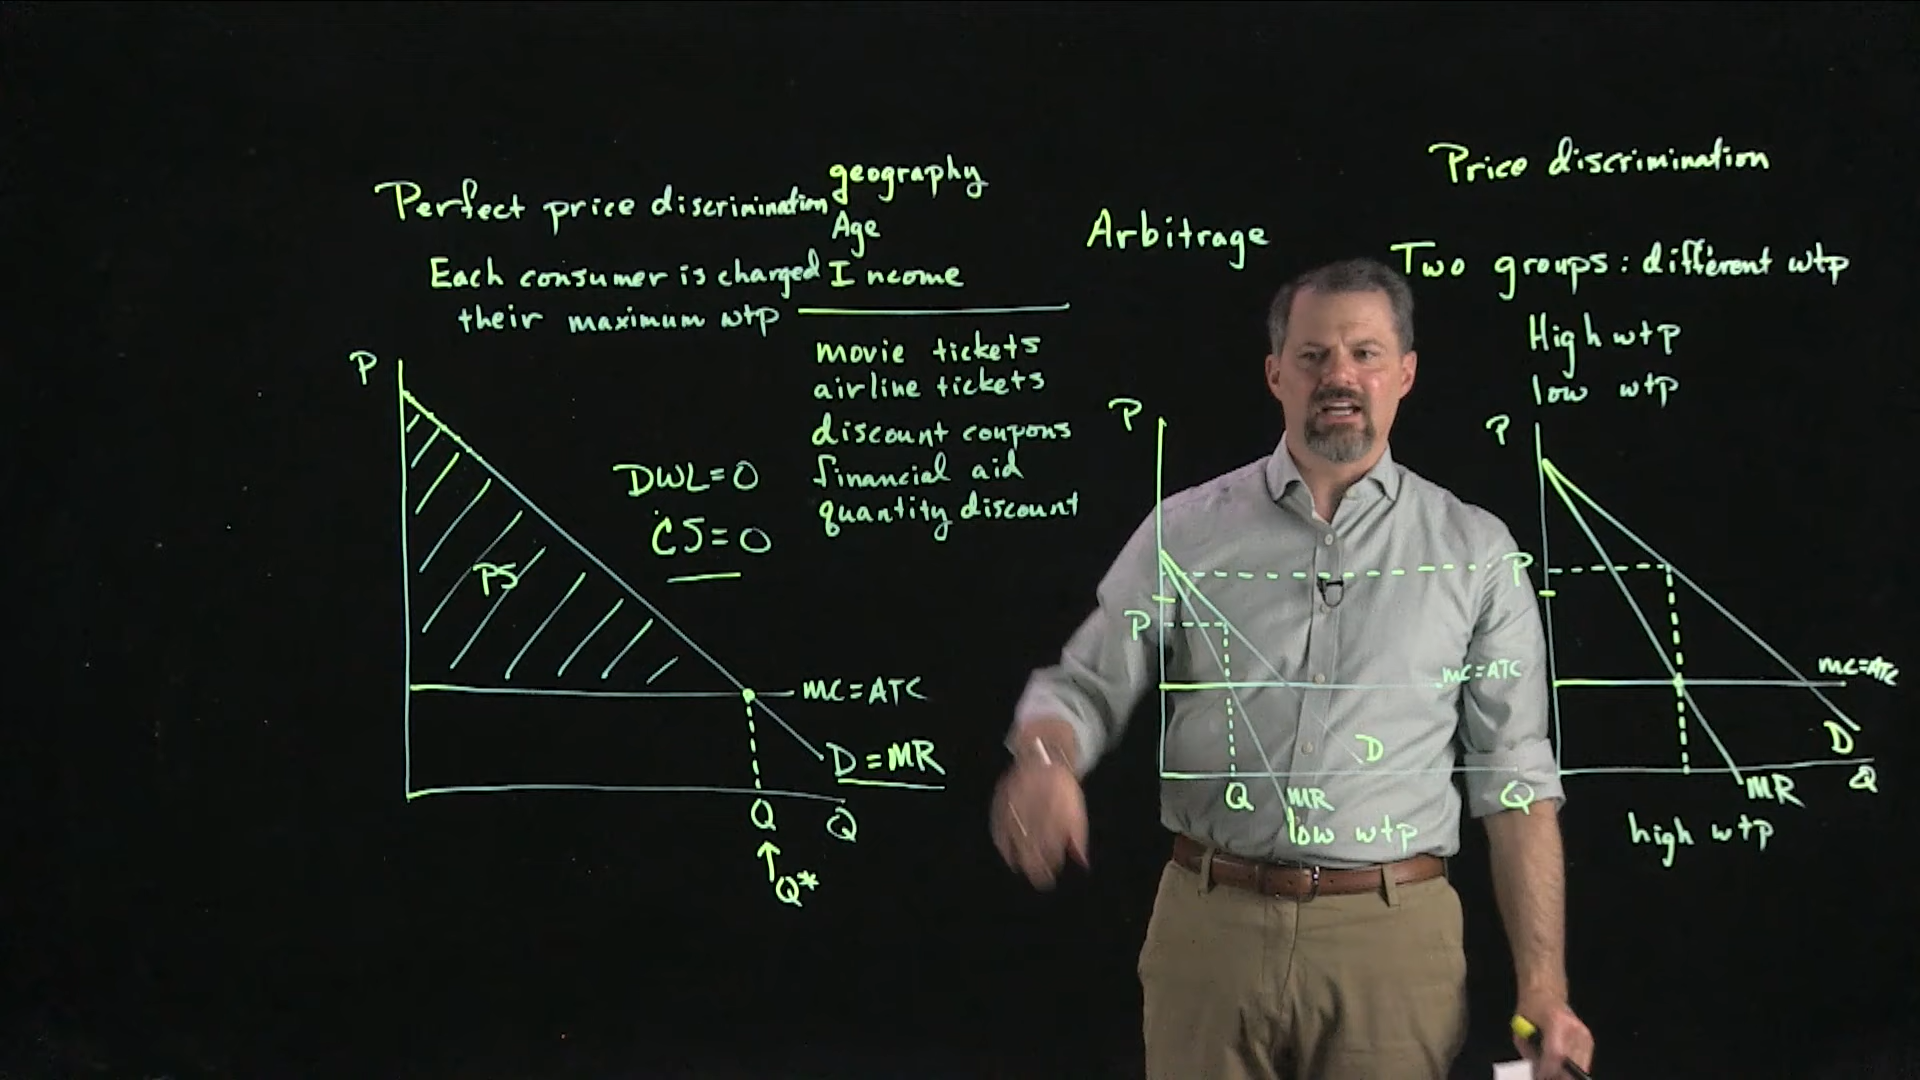 Perfect price discrimination
Each consumer is charged
their maximum wtp
P
DWL=0
CS=0
PS
MC=ATC
D=MR
Q
Q
Q*
geography
Age
Income
movie tickets
airline tickets
discount coupons
financial aid
quantity discount
Arbitrage
P
P
MC=ATC
D
Q
MR
Q
low wtp
Price discrimination
Two groups: different wtp
High wtp
low wtp
P
P
MC=ATC
D
MR
Q
high wtp